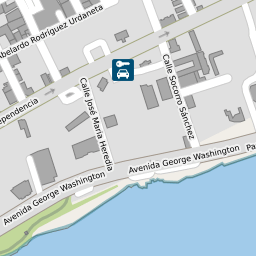 Abelardo Rodríguez Urdaneta
ependencia
Calle José María Heredia
Calle Socorro Sánchez
Avenida George Washington
Avenida George Washington
Pa